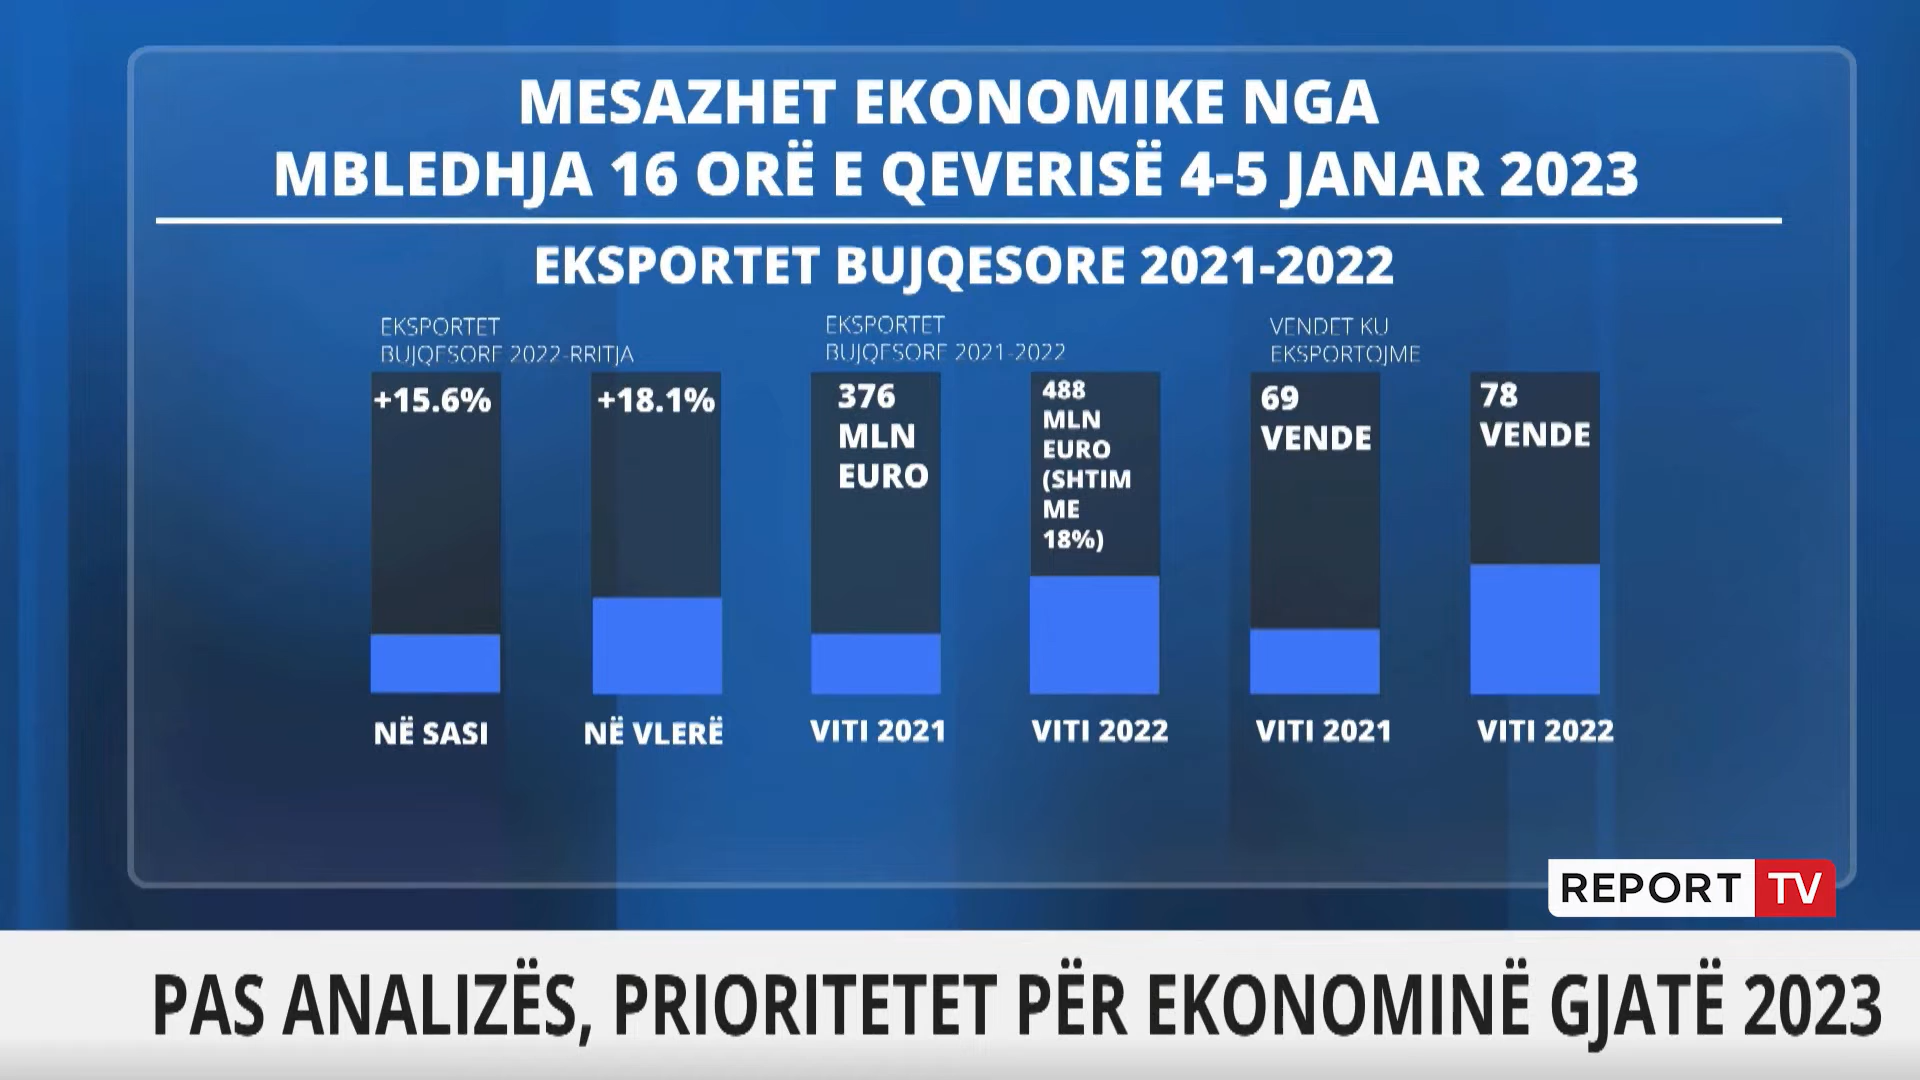 MESAZHET EKONOMIKE NGA
MBLEDHJA 16 ORË E QEVERISË 4-5 JANAR 2023
EKSPORTET BUJQESORE 2021-2022
EKSPORTET
BUJQESORE 2022-RRITJA
+15.6%
+18.1%
NË SASI
NË VLERË
EKSPORTET
BUJQESORE 2021-2022
376
MLN
EURO
488
MLN
EURO
(SHTIM
ME
18%)
VITI 2021
VITI 2022
VENDET KU
EKSPORTOJME
69
VENDE
78
VENDE
VITI 2021
VITI 2022
REPORT TV
PAS ANALIZËS, PRIORITETET PËR EKONOMINË GJATË 2023